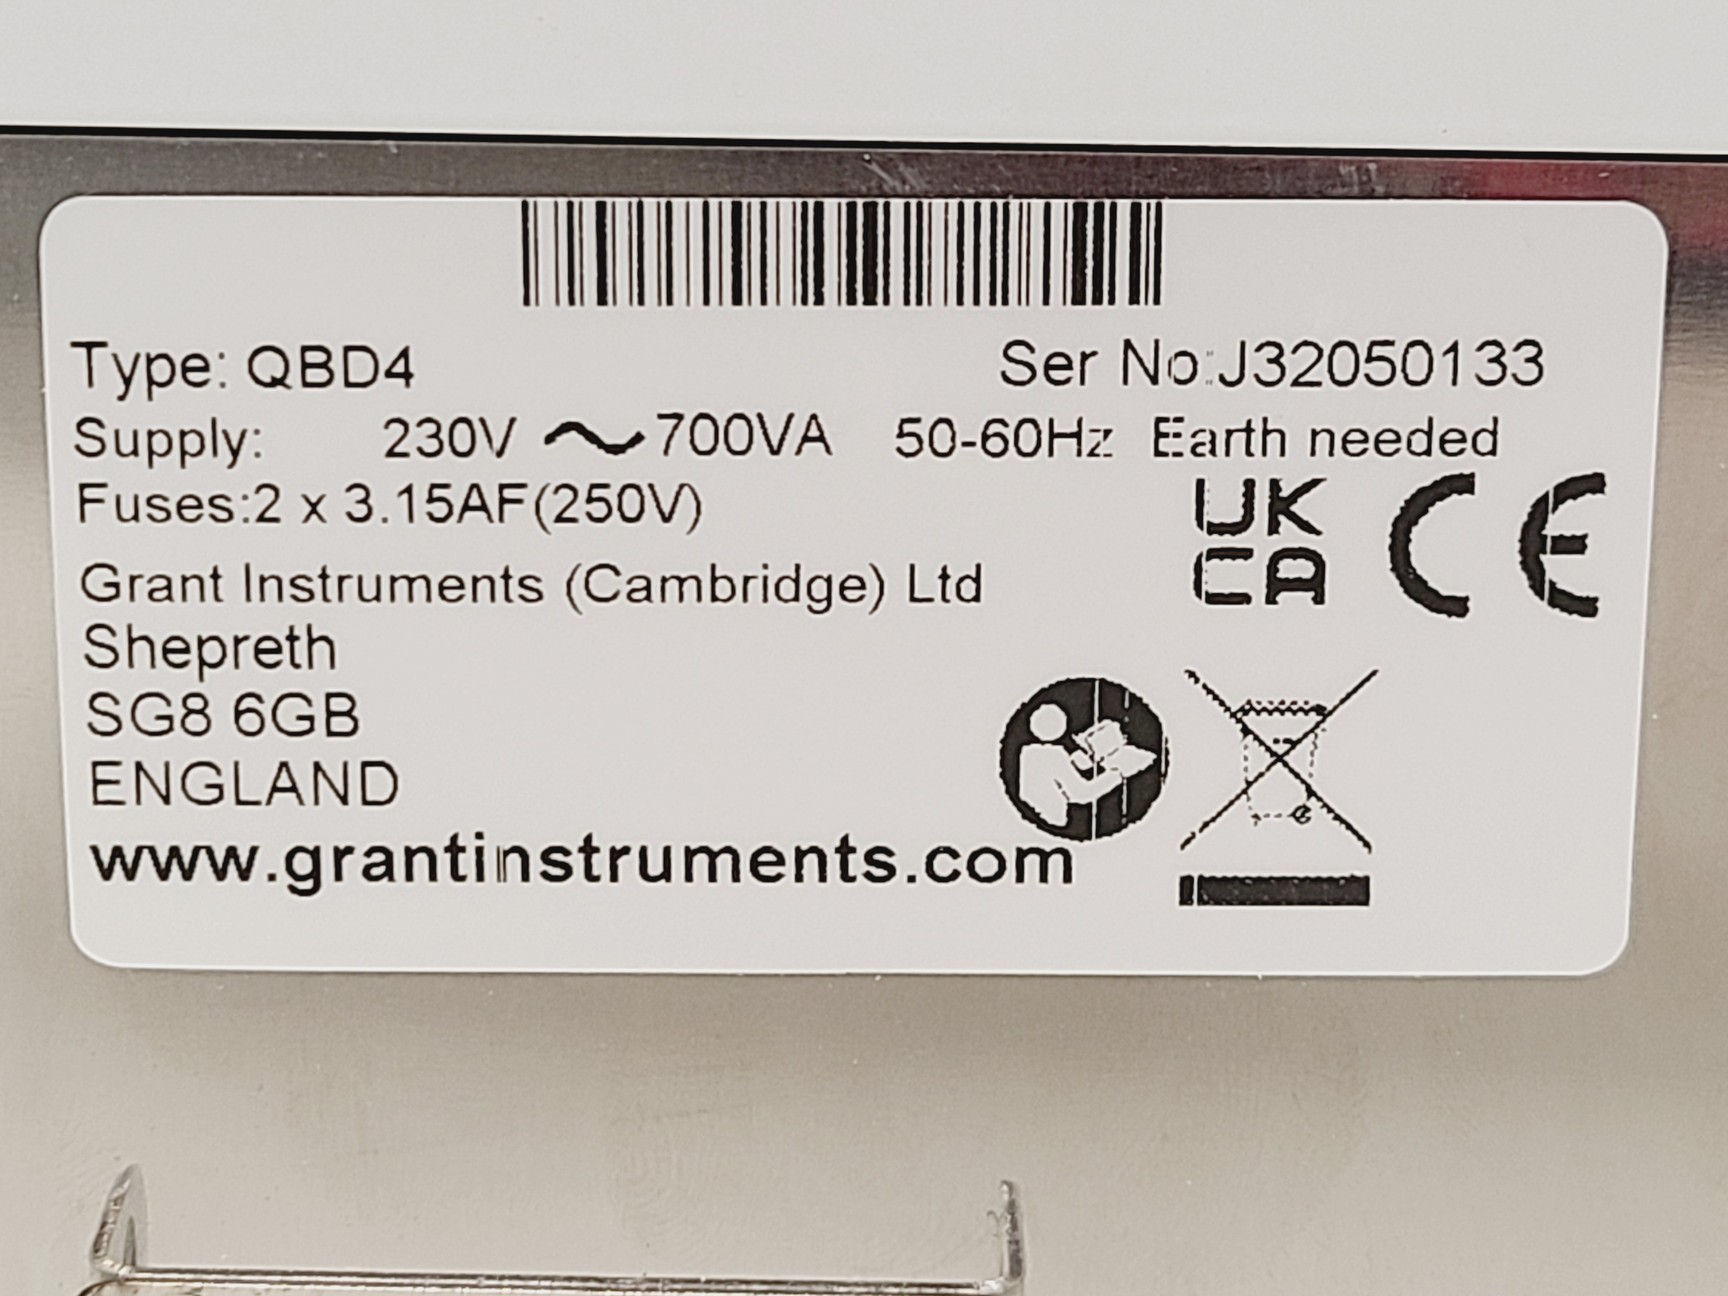 Type: QBD4 Ser No:J32050133
Supply: 230V ~ 700VA 50-60Hz Earth needed
Fuses:2 x 3.15AF(250V)
UK
CA CE
Grant Instruments (Cambridge) Ltd
Shepreth
SG8 6GB
ENGLAND
www.grantinstruments.com